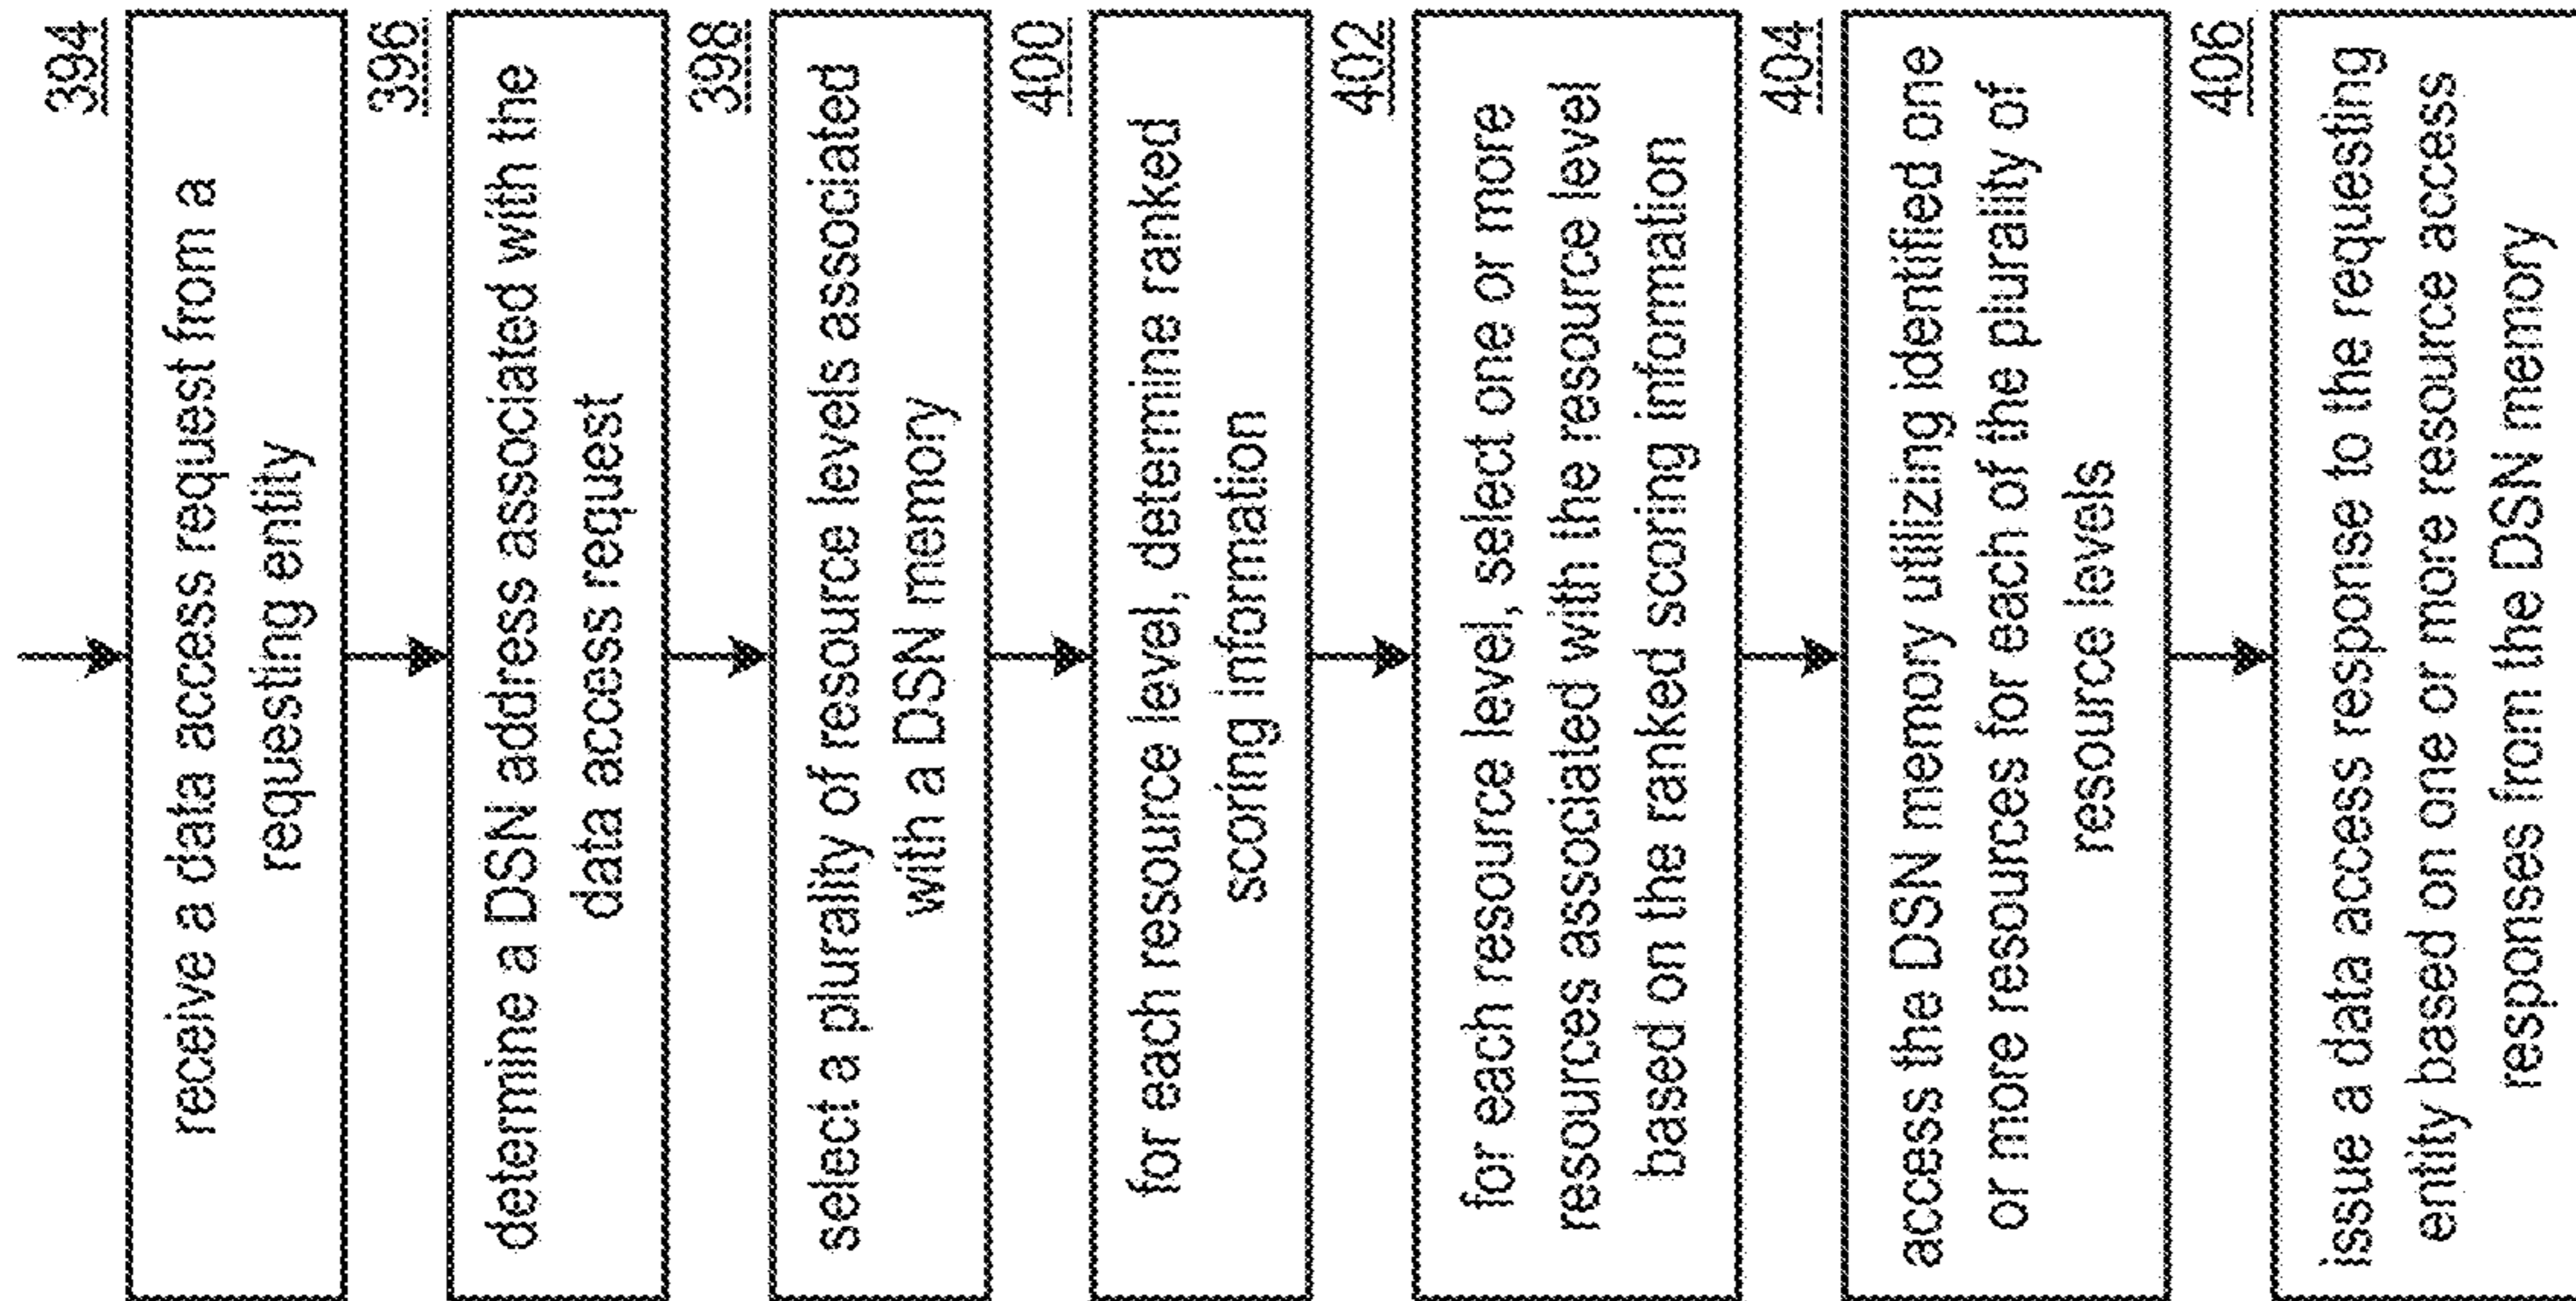 394
receive a data access request from a
requesting entity
396
determine a DSN address associated with the
data access request
398
select a plurality of resource levels associated
with a DSN memory
400
for each resource level, determine ranked
scoring information
402
for each resource level, select one or more
resources associated with the resource level
based on the ranked scoring information
404
access the DSN memory utilizing identified one
or more resources for each of the plurality of
resource levels
406
issue a data access response to the requesting
entity based on one or more resource access
responses from the DSN memory